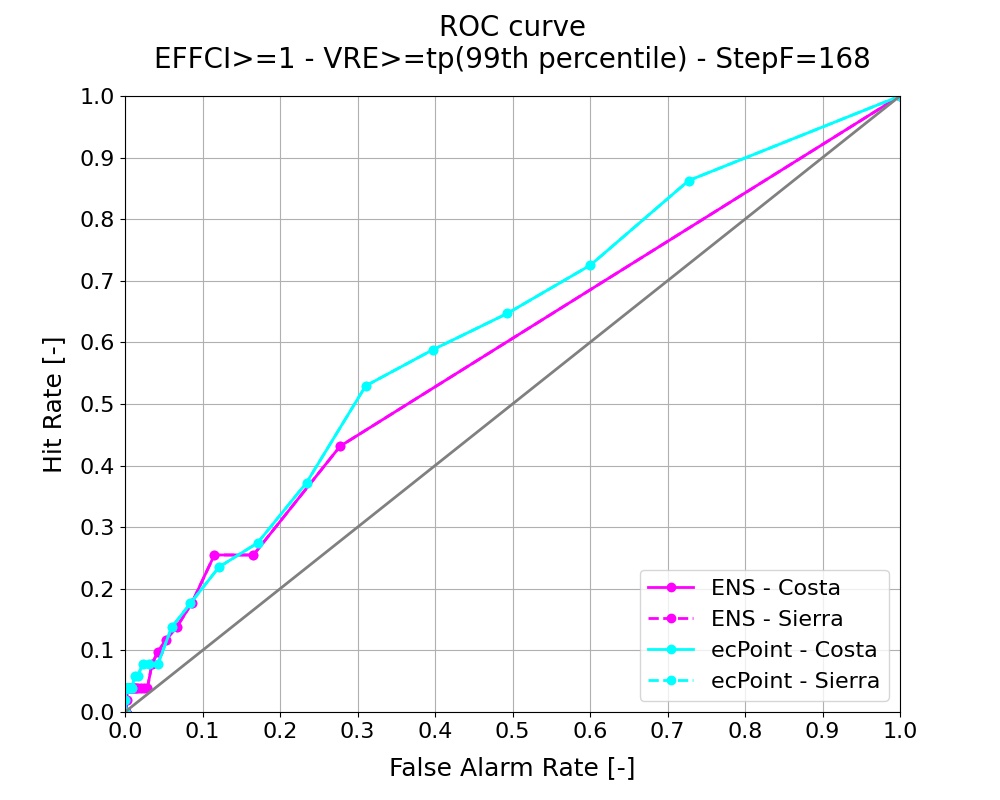 ROC curve
EFFCI>=1 - VRE>=tp(99th percentile) - StepF=168
1.0
0.9
0.8
0.7
0.6
0.5
0.4
0.3
0.2
0.1
0.0
Hit Rate [-]
ENS - Costa
ENS - Sierra
ecPoint - Costa
ecPoint - Sierra
0.0 0.1 0.2 0.3 0.4 0.5 0.6 0.7 0.8 0.9 1.0
False Alarm Rate [-]